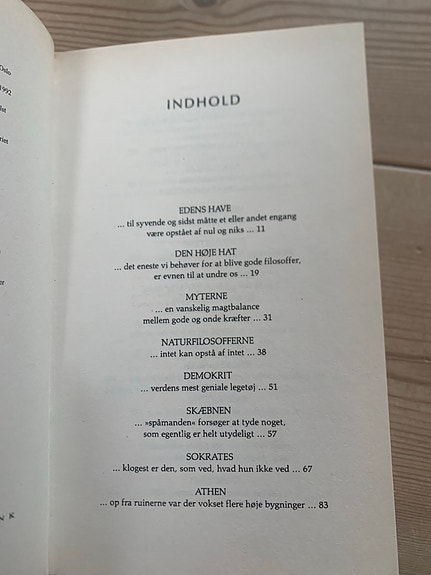 Oslo
1992
INDHOLD
EDENS HAVE
... til syvende og sidst måtte et eller andet engang
være opstået af nul og niks ... 11
DEN HØJE HAT
... det eneste vi behøver for at blive gode filosoffer,
er evnen til at undre os ... 19
MYTERNE
... en vanskelig magtbalance
mellem gode og onde kræfter ... 31
NATURFILOSOFFERNE
... intet kan opstå af intet ... 38
DEMOKRIT
... verdens mest geniale legetøj ... 51
SKÆBNEN
... »spåmanden« forsøger at tyde noget,
som egentlig er helt utydeligt ... 57
SOKRATES
... klogest er den, som ved, hvad hun ikke ved ... 67
ATHEN
... op fra ruinerne var der vokset flere høje bygninger ... 83